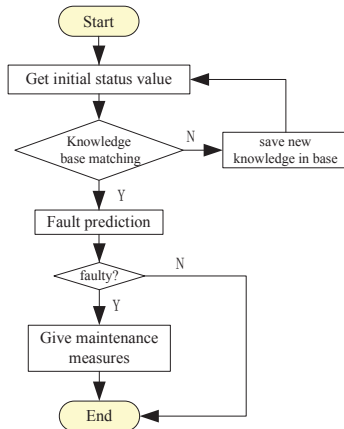 Start
Get initial status value
Knowledge
base matching
N
save new
knowledge in base
Y
Fault prediction
faulty?
N
Y
Give maintenance
measures
End